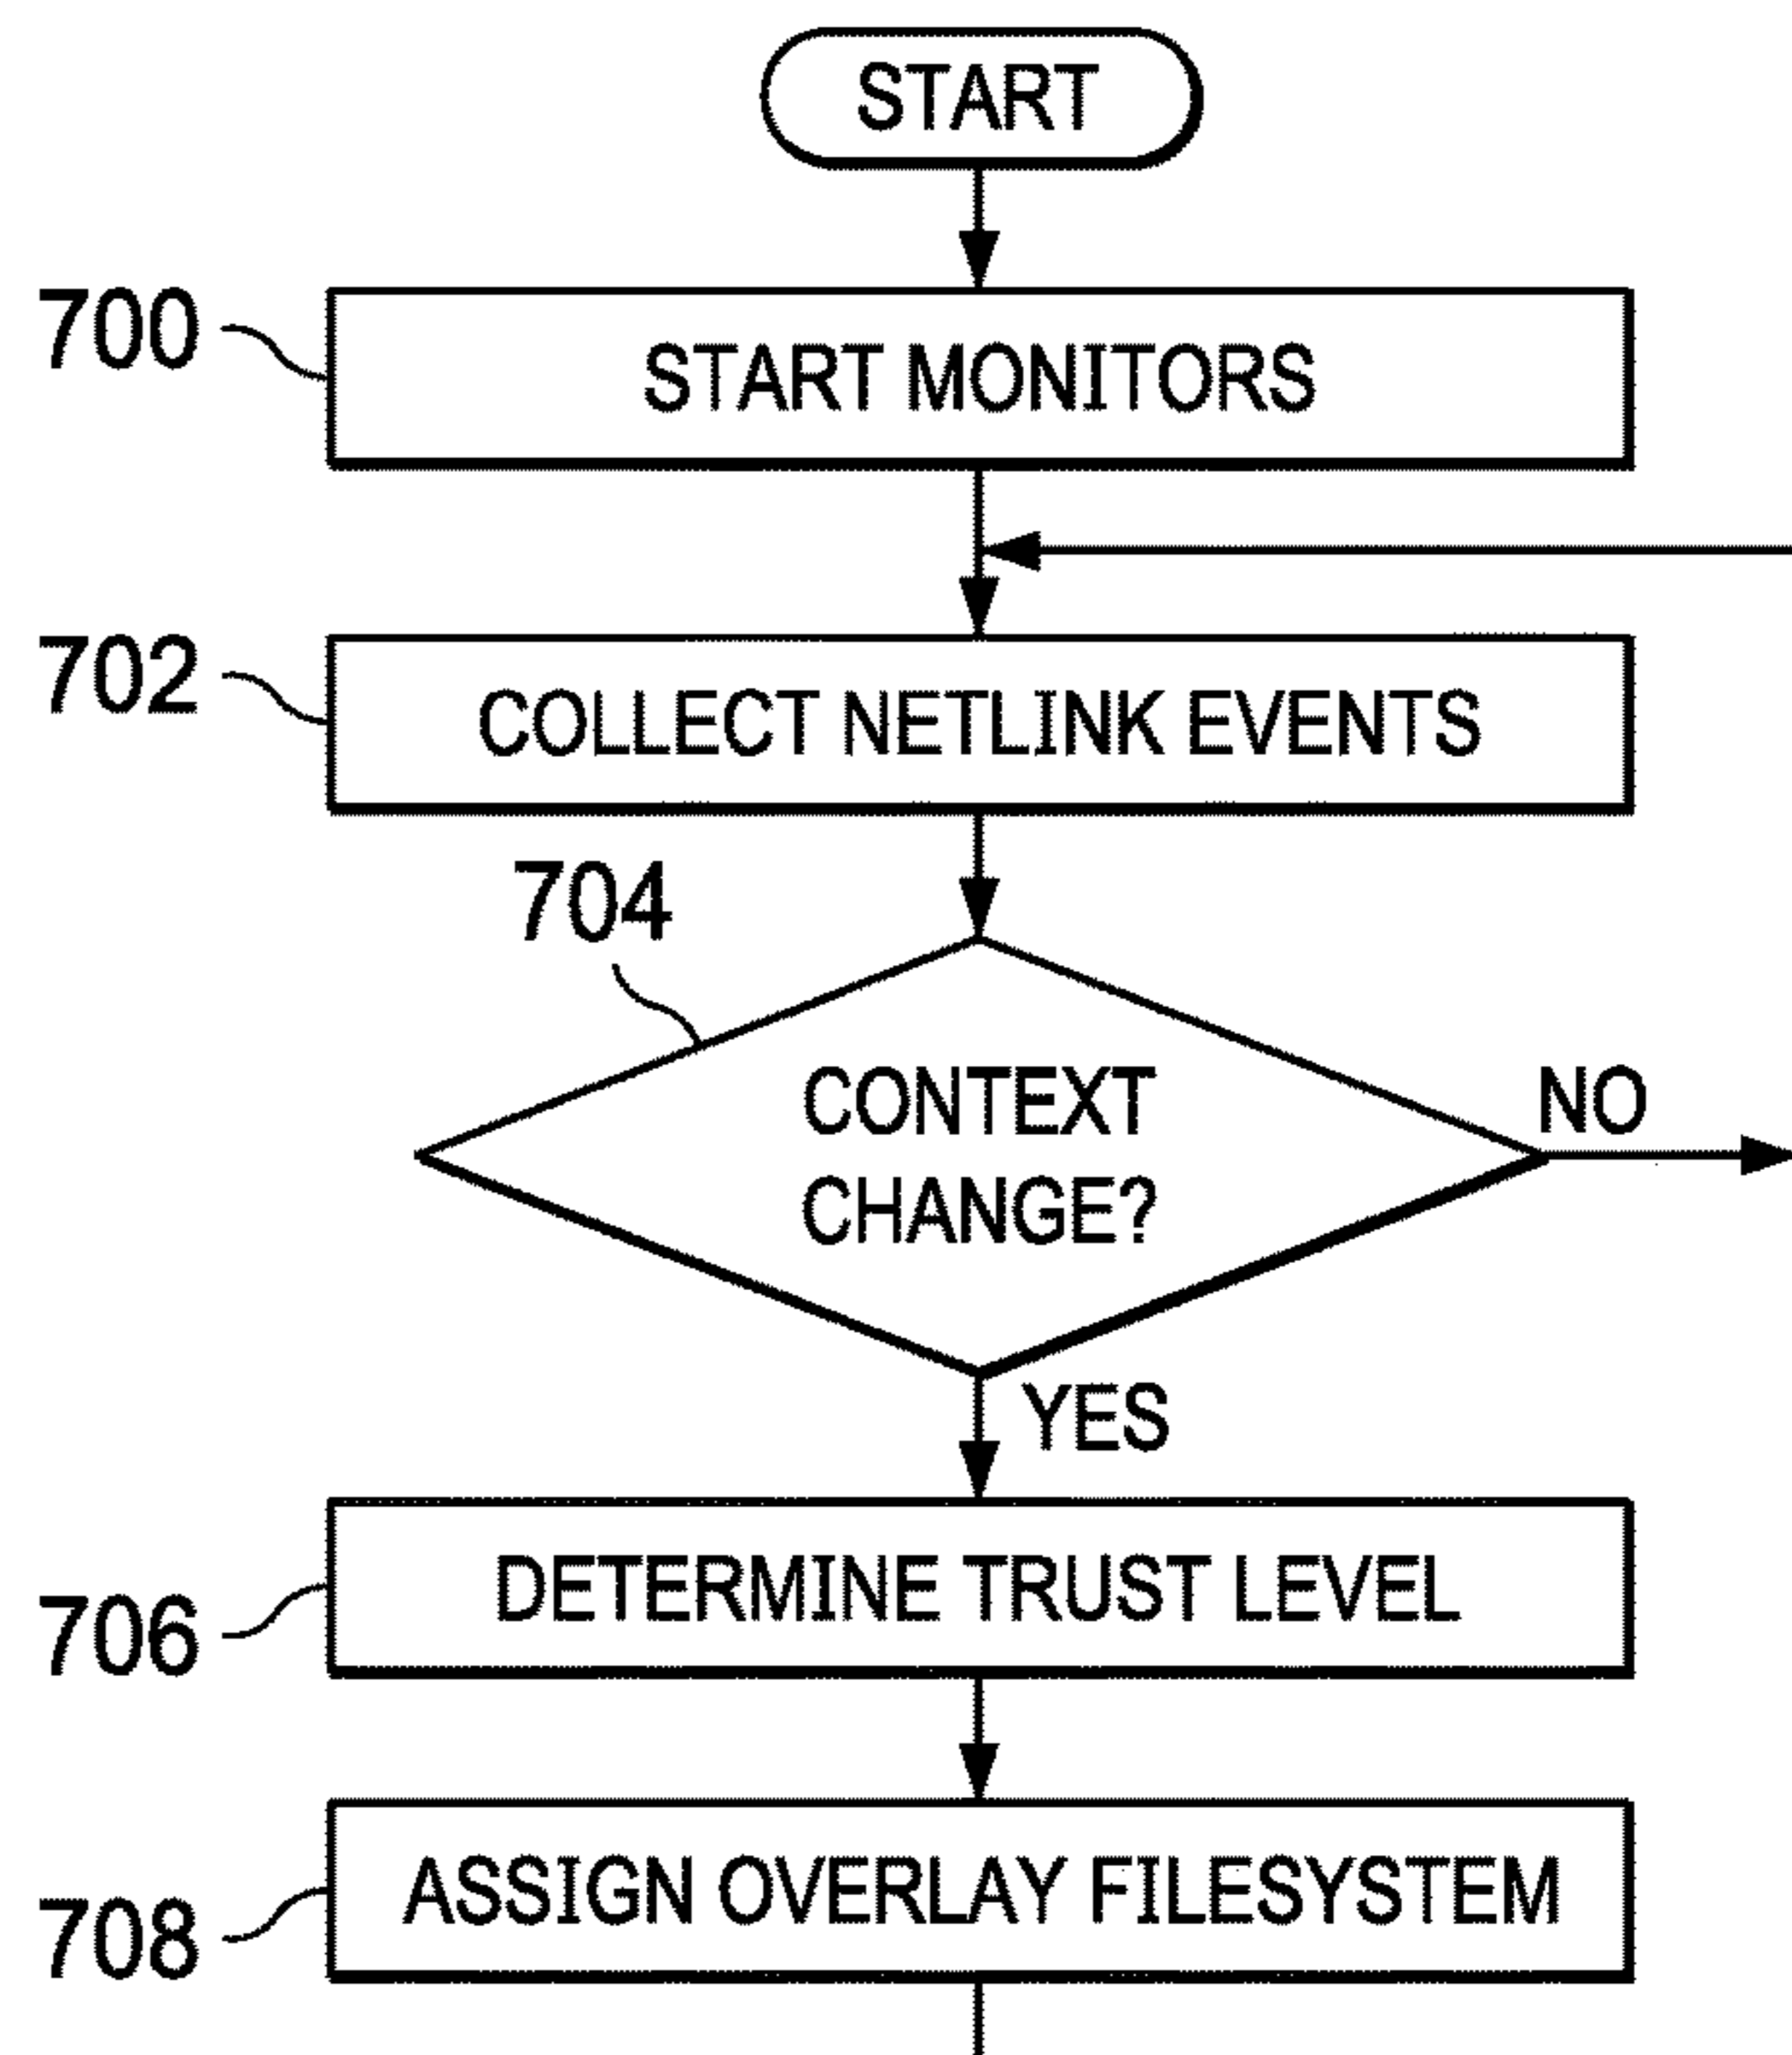 START
700
START MONITORS
702
COLLECT NETLINK EVENTS
704
CONTEXT
CHANGE?
NO
YES
706
DETERMINE TRUST LEVEL
708
ASSIGN OVERLAY FILESYSTEM